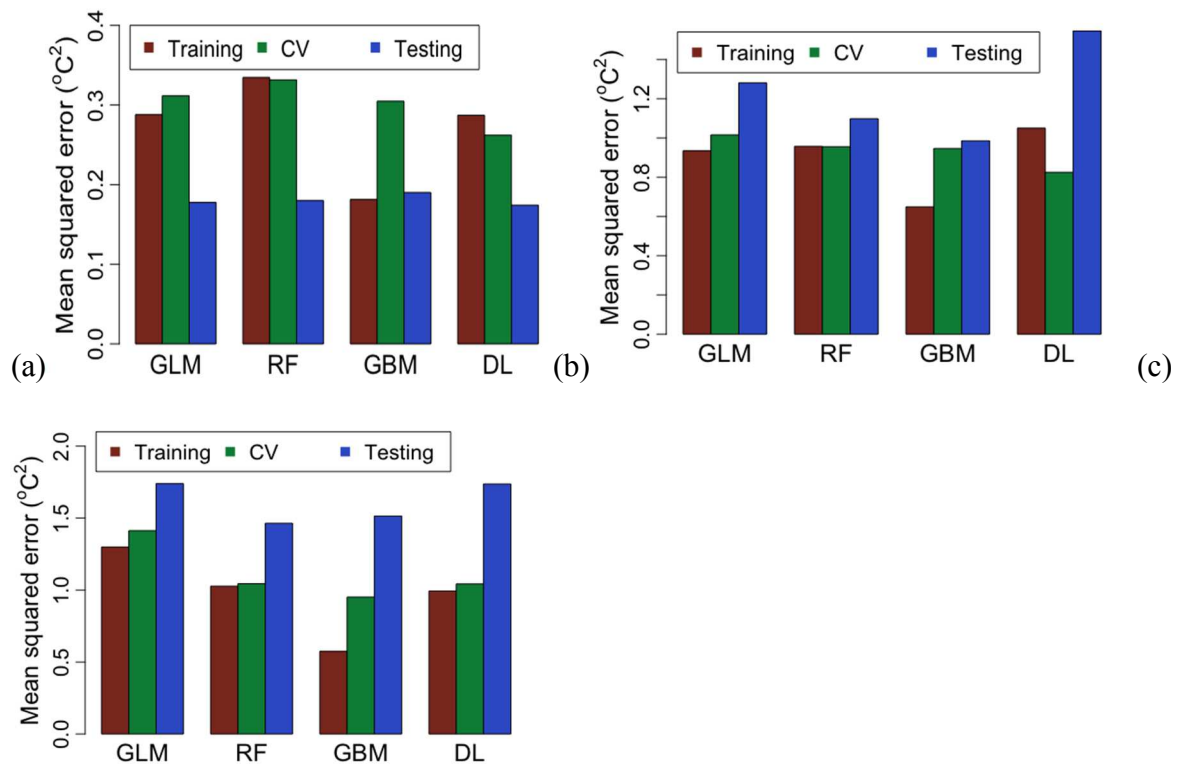 Mean squared error (°C²)
0.0 0.1 0.2 0.3 0.4
Training CV Testing
GLM RF GBM DL
(a)
Mean squared error (°C²)
0.0 0.4 0.8 1.2
Training CV Testing
GLM RF GBM DL
(b)
(c)
Mean squared error (°C²)
0.0 0.5 1.0 1.5 2.0
Training CV Testing
GLM RF GBM DL